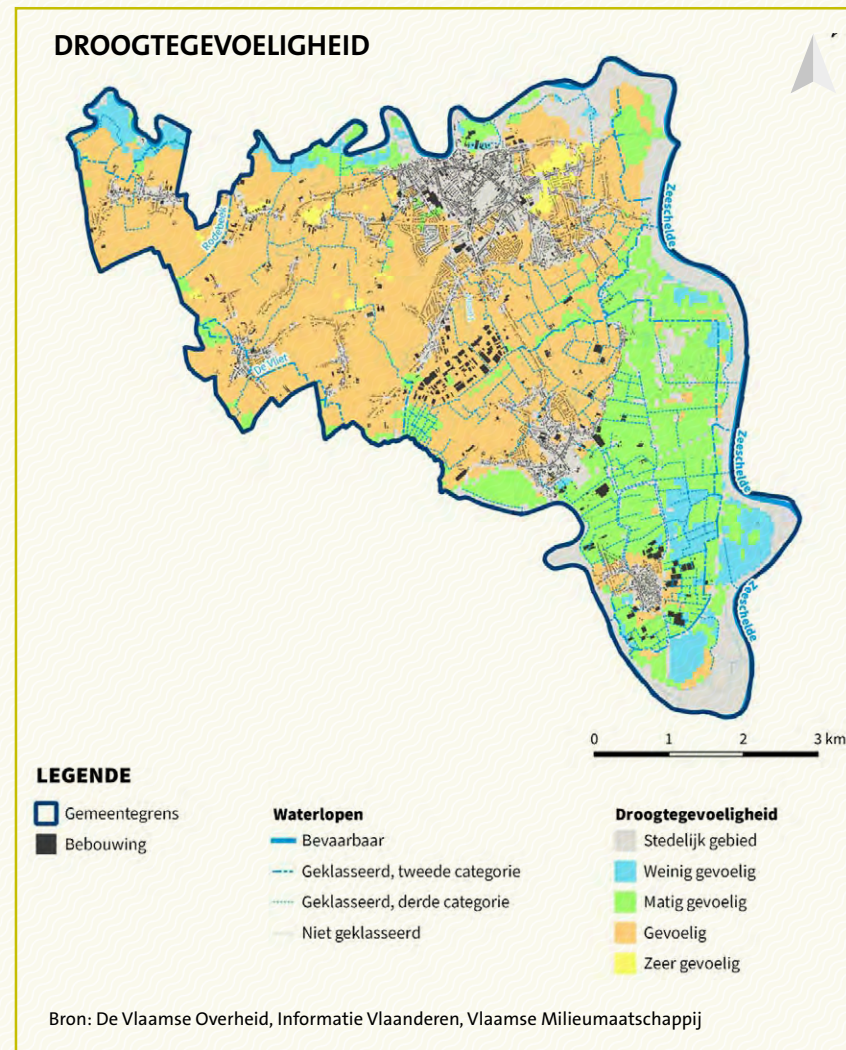 DROOGTEGEVOELIGHEID
Zeeschelde
Rodebeek
De Vliet
Zeeschelde
Zeeschelde
0 1 2 3 km
LEGENDE
Gemeentegrens
Bebouwing
Waterlopen
Bevaarbaar
Geklasseerd, tweede categorie
Geklasseerd, derde categorie
Niet geklasseerd
Droogtegevoeligheid
Stedelijk gebied
Weinig gevoelig
Matig gevoelig
Gevoelig
Zeer gevoelig
Bron: De Vlaamse Overheid, Informatie Vlaanderen, Vlaamse Milieumaatschappij